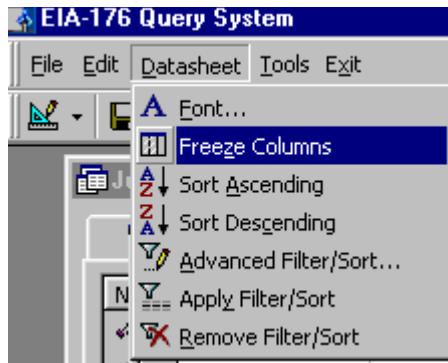 EIA-176 Query System
File Edit Datasheet Tools Exit
Font...
Freeze Columns
Sort Ascending
Sort Descending
Advanced Filter/Sort...
Apply Filter/Sort
Remove Filter/Sort